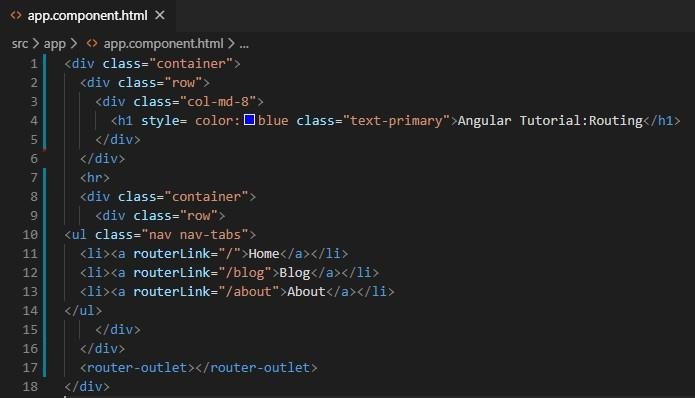 app.component.html ×
src > app > app.component.html > ...
1 <div class="container">
2 <div class="row">
3 <div class="col-md-8">
4 <h1 style= color:blue class="text-primary">Angular Tutorial:Routing</h1>
5 </div>
6 </div>
7 <hr>
8 <div class="container">
9 <div class="row">
10 <ul class="nav nav-tabs">
11 <li><a routerLink="/">Home</a></li>
12 <li><a routerLink="/blog">Blog</a></li>
13 <li><a routerLink="/about">About</a></li>
14 </ul>
15 </div>
16 </div>
17 <router-outlet></router-outlet>
18 </div>